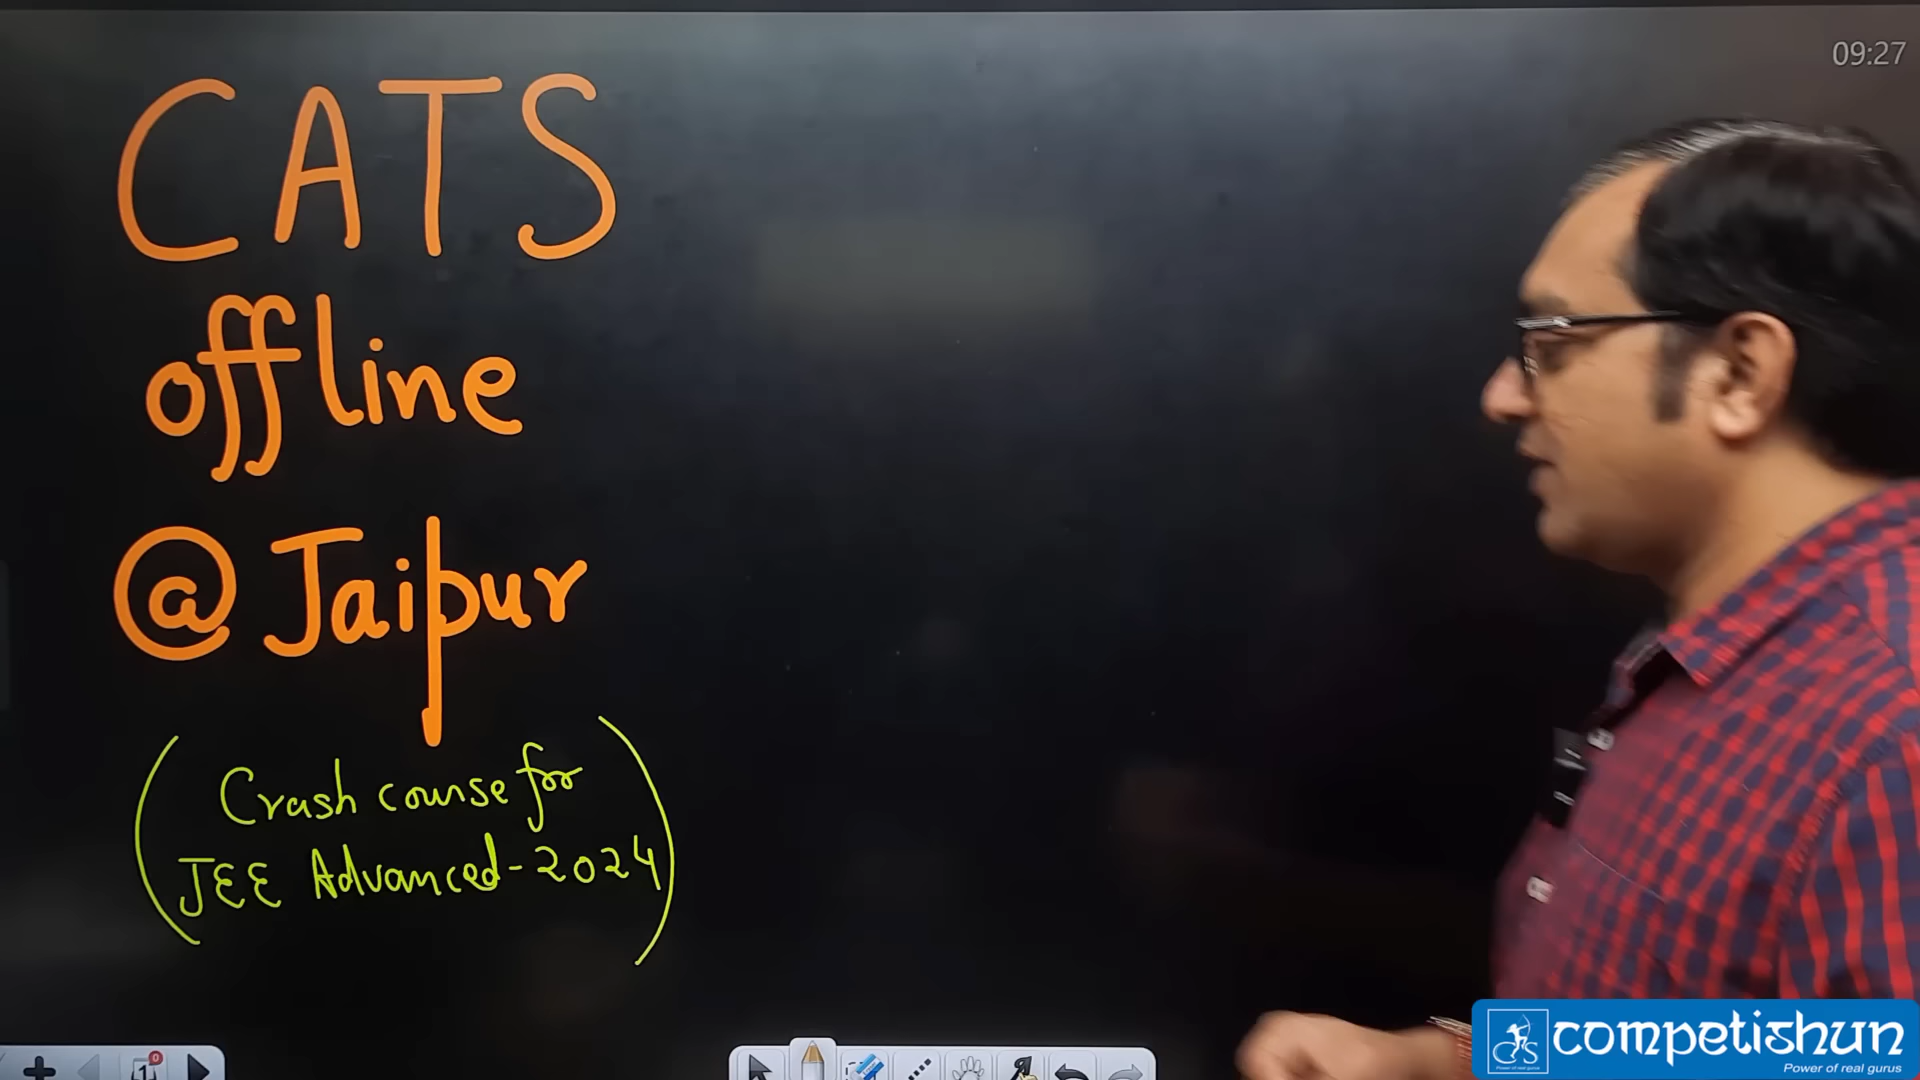 09:27
CATS
offline
@Jaipur
(Crash course for
JEE Advanced-2024)
competishun
Power of real gurus